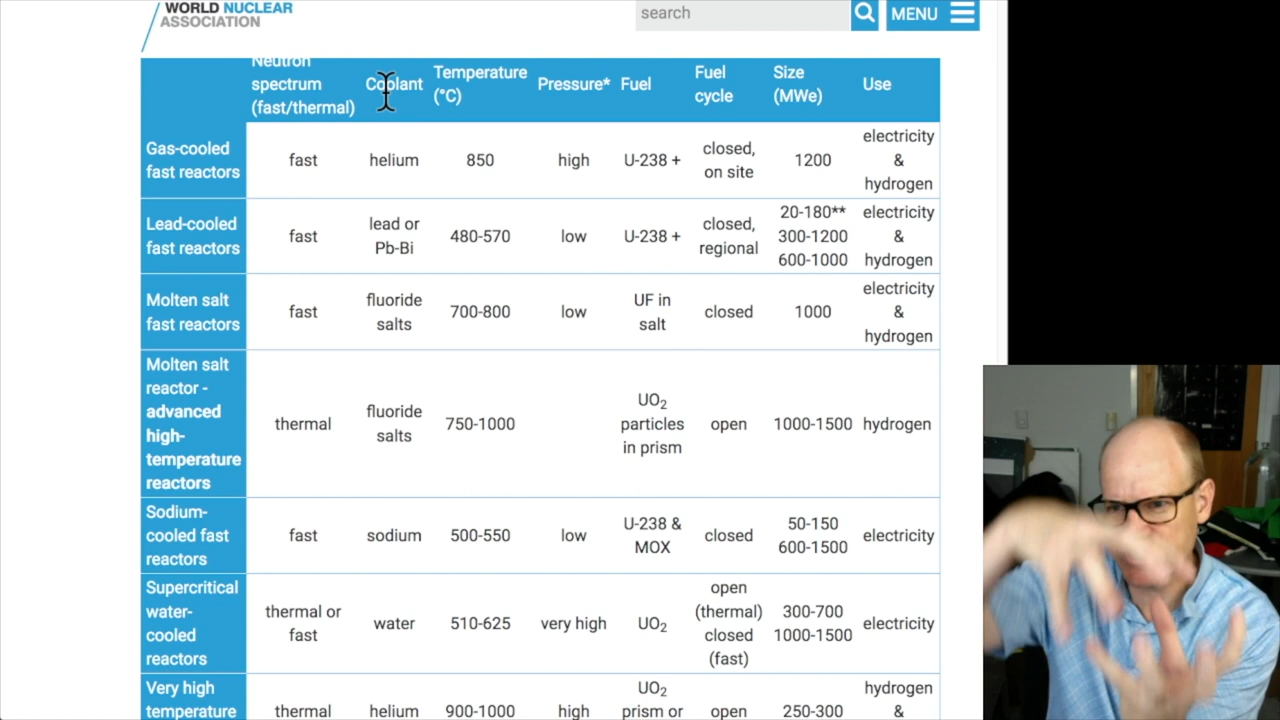 WORLD NUCLEAR
ASSOCIATION
search
MENU
Neutron
spectrum
(fast/thermal)
Coolant
Temperature
(°C)
Pressure*
Fuel
Fuel
cycle
Size
(MWe)
Use
Gas-cooled
fast reactors
fast
helium
850
high
U-238 +
closed,
on site
1200
electricity
&
hydrogen
Lead-cooled
fast reactors
fast
lead or
Pb-Bi
480-570
low
U-238 +
closed,
regional
20-180**
300-1200
600-1000
electricity
&
hydrogen
Molten salt
fast reactors
fast
fluoride
salts
700-800
low
UF in
salt
closed
1000
electricity
&
hydrogen
Molten salt
reactor -
advanced
high-
temperature
reactors
thermal
fluoride
salts
750-1000
UO₂
particles
in prism
open
1000-1500
hydrogen
Sodium-
cooled fast
reactors
fast
sodium
500-550
low
U-238 &
MOX
closed
50-150
600-1500
electricity
Supercritical
water-
cooled
reactors
thermal or
fast
water
510-625
very high
UO₂
open
(thermal)
closed
(fast)
300-700
1000-1500
electricity
Very high
temperature
thermal
helium
900-1000
high
UO₂
prism or
open
250-300
hydrogen
&